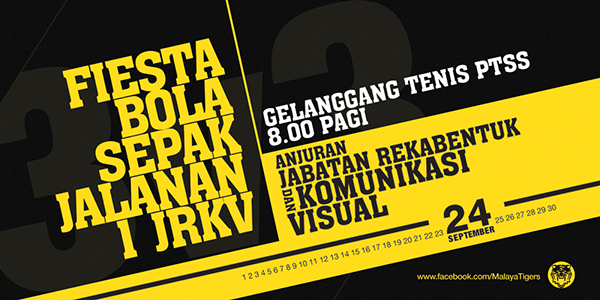 3v3
FIESTA
BOLA
SEPAK
JALANAN
1 JRKV
GELANGGANG TENIS PTSS
8.00 PAGI
ANJURAN
JABATAN REKABENTUK
DAN KOMUNIKASI
VISUAL
1 2 3 4 5 6 7 8 9 10 11 12 13 14 15 16 17 18 19 20 21 22 23 24 25 26 27 28 29 30
SEPTEMBER
www.facebook.com/MalayaTigers